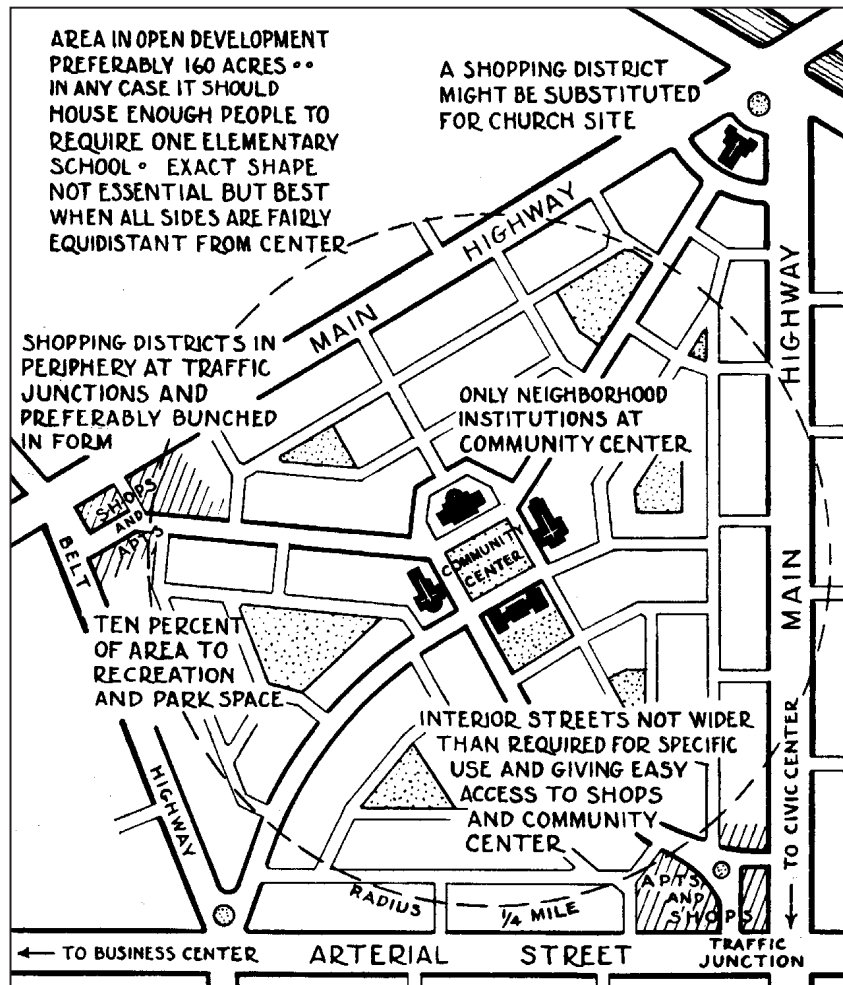 AREA IN OPEN DEVELOPMENT
PREFERABLY 160 ACRES • •
IN ANY CASE IT SHOULD
HOUSE ENOUGH PEOPLE TO
REQUIRE ONE ELEMENTARY
SCHOOL • EXACT SHAPE
NOT ESSENTIAL BUT BEST
WHEN ALL SIDES ARE FAIRLY
EQUIDISTANT FROM CENTER
A SHOPPING DISTRICT
MIGHT BE SUBSTITUTED
FOR CHURCH SITE
MAIN HIGHWAY
SHOPPING DISTRICTS IN
PERIPHERY AT TRAFFIC
JUNCTIONS AND
PREFERABLY BUNCHED
IN FORM
ONLY NEIGHBORHOOD
INSTITUTIONS AT
COMMUNITY CENTER
SHOPS
AND
APTS
BELT HIGHWAY
COMMUNITY
CENTER
MAIN HIGHWAY
TEN PERCENT
OF AREA TO
RECREATION
AND PARK SPACE
INTERIOR STREETS NOT WIDER
THAN REQUIRED FOR SPECIFIC
USE AND GIVING EASY
ACCESS TO SHOPS
AND COMMUNITY
CENTER
TO CIVIC CENTER
APTS
AND
SHOPS
RADIUS 1/4 MILE
← TO BUSINESS CENTER
ARTERIAL STREET
TRAFFIC
JUNCTION